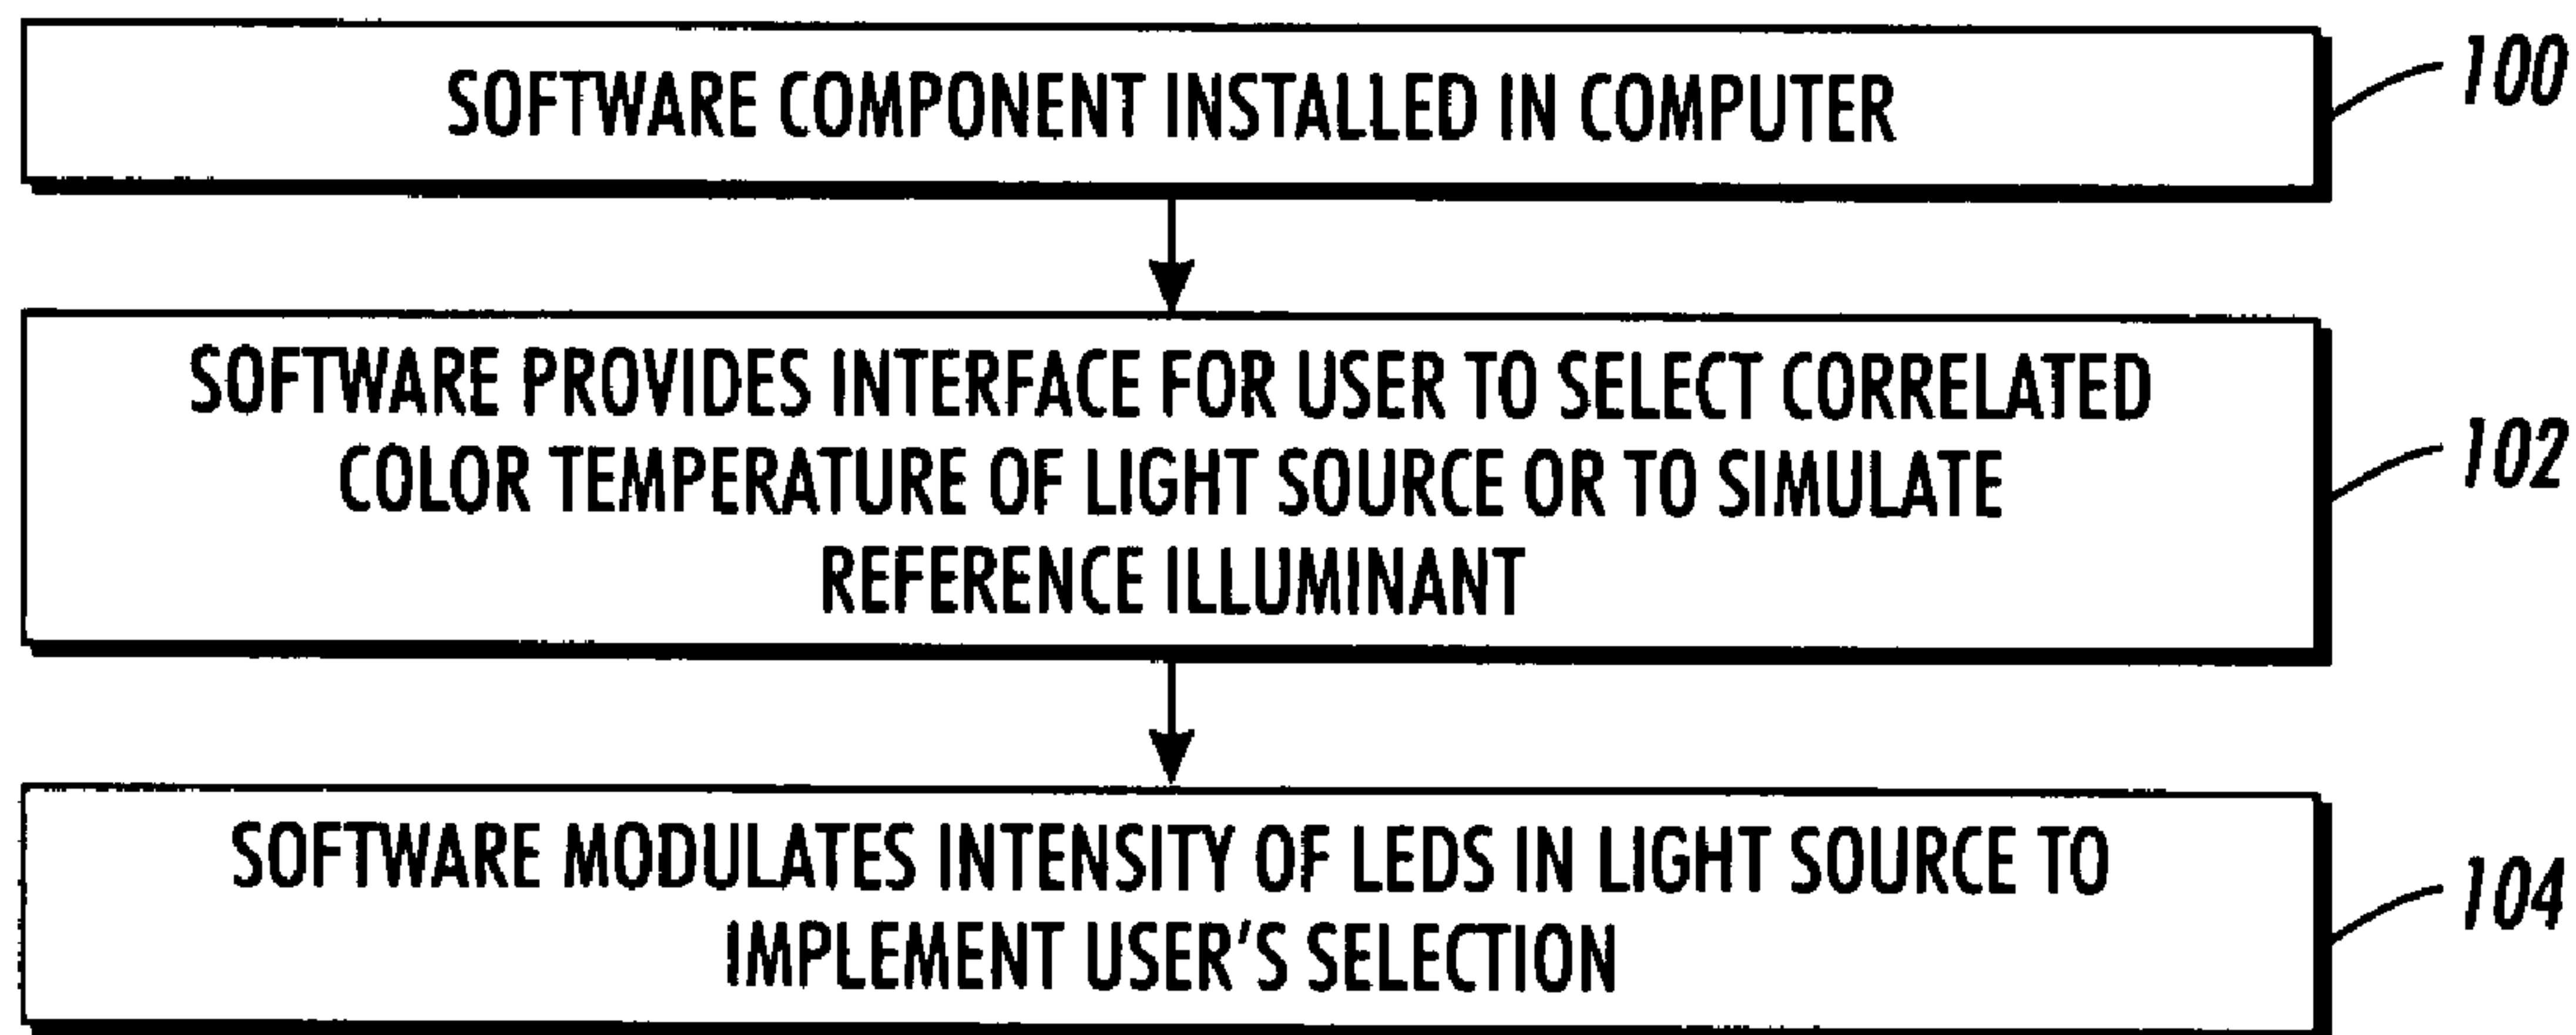 SOFTWARE COMPONENT INSTALLED IN COMPUTER
100
SOFTWARE PROVIDES INTERFACE FOR USER TO SELECT CORRELATED
COLOR TEMPERATURE OF LIGHT SOURCE OR TO SIMULATE
REFERENCE ILLUMINANT
102
SOFTWARE MODULATES INTENSITY OF LEDS IN LIGHT SOURCE TO
IMPLEMENT USER'S SELECTION
104